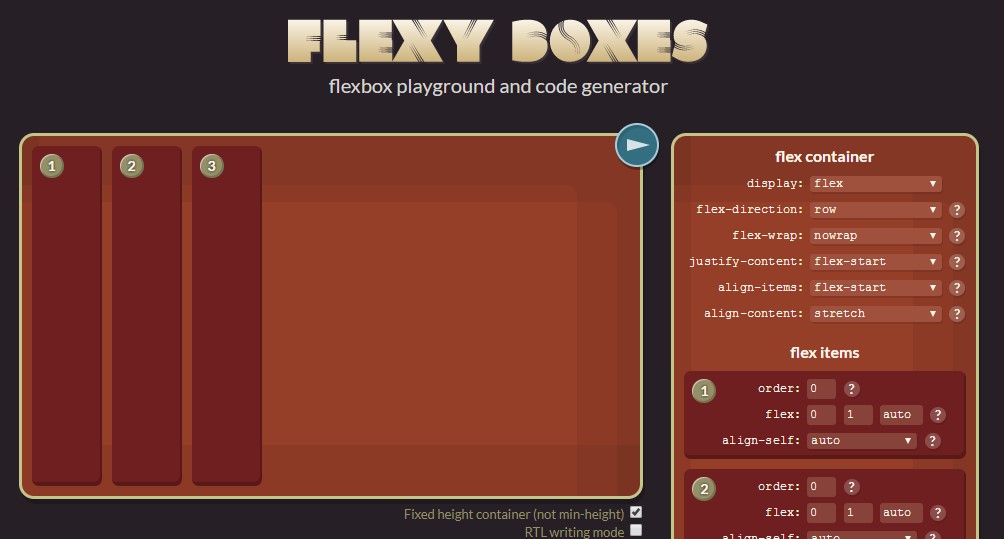 FLEXY BOXES
flexbox playground and code generator
1 2 3
Fixed height container (not min-height)
RTL writing mode
flex container
display: flex
flex-direction: row ?
flex-wrap: nowrap ?
justify-content: flex-start ?
align-items: flex-start ?
align-content: stretch ?
flex items
1
order: 0 ?
flex: 0 1 auto ?
align-self: auto ?
2
order: 0 ?
flex: 0 1 auto ?
align-self: auto ?